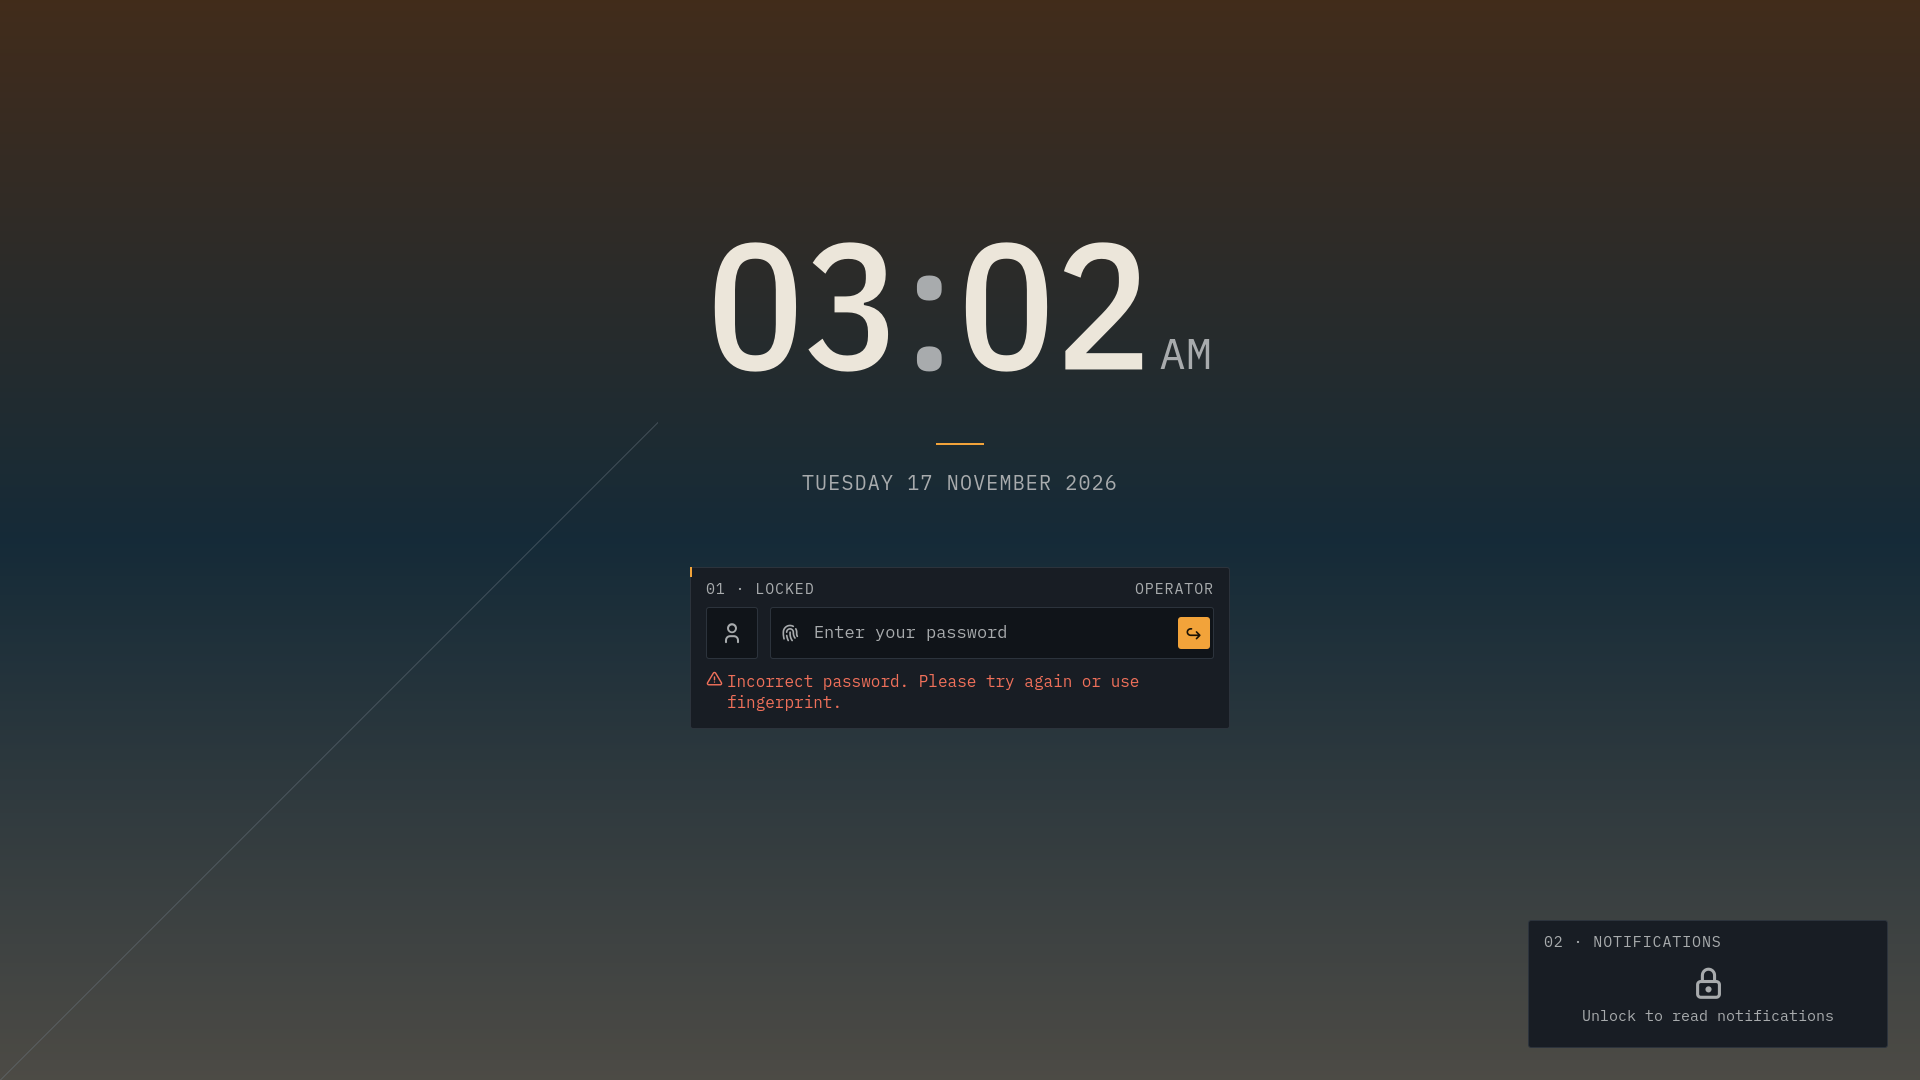 03:02 AM
TUESDAY 17 NOVEMBER 2026
01 · LOCKED OPERATOR
Enter your password
Incorrect password. Please try again or use
fingerprint.
02 · NOTIFICATIONS
Unlock to read notifications